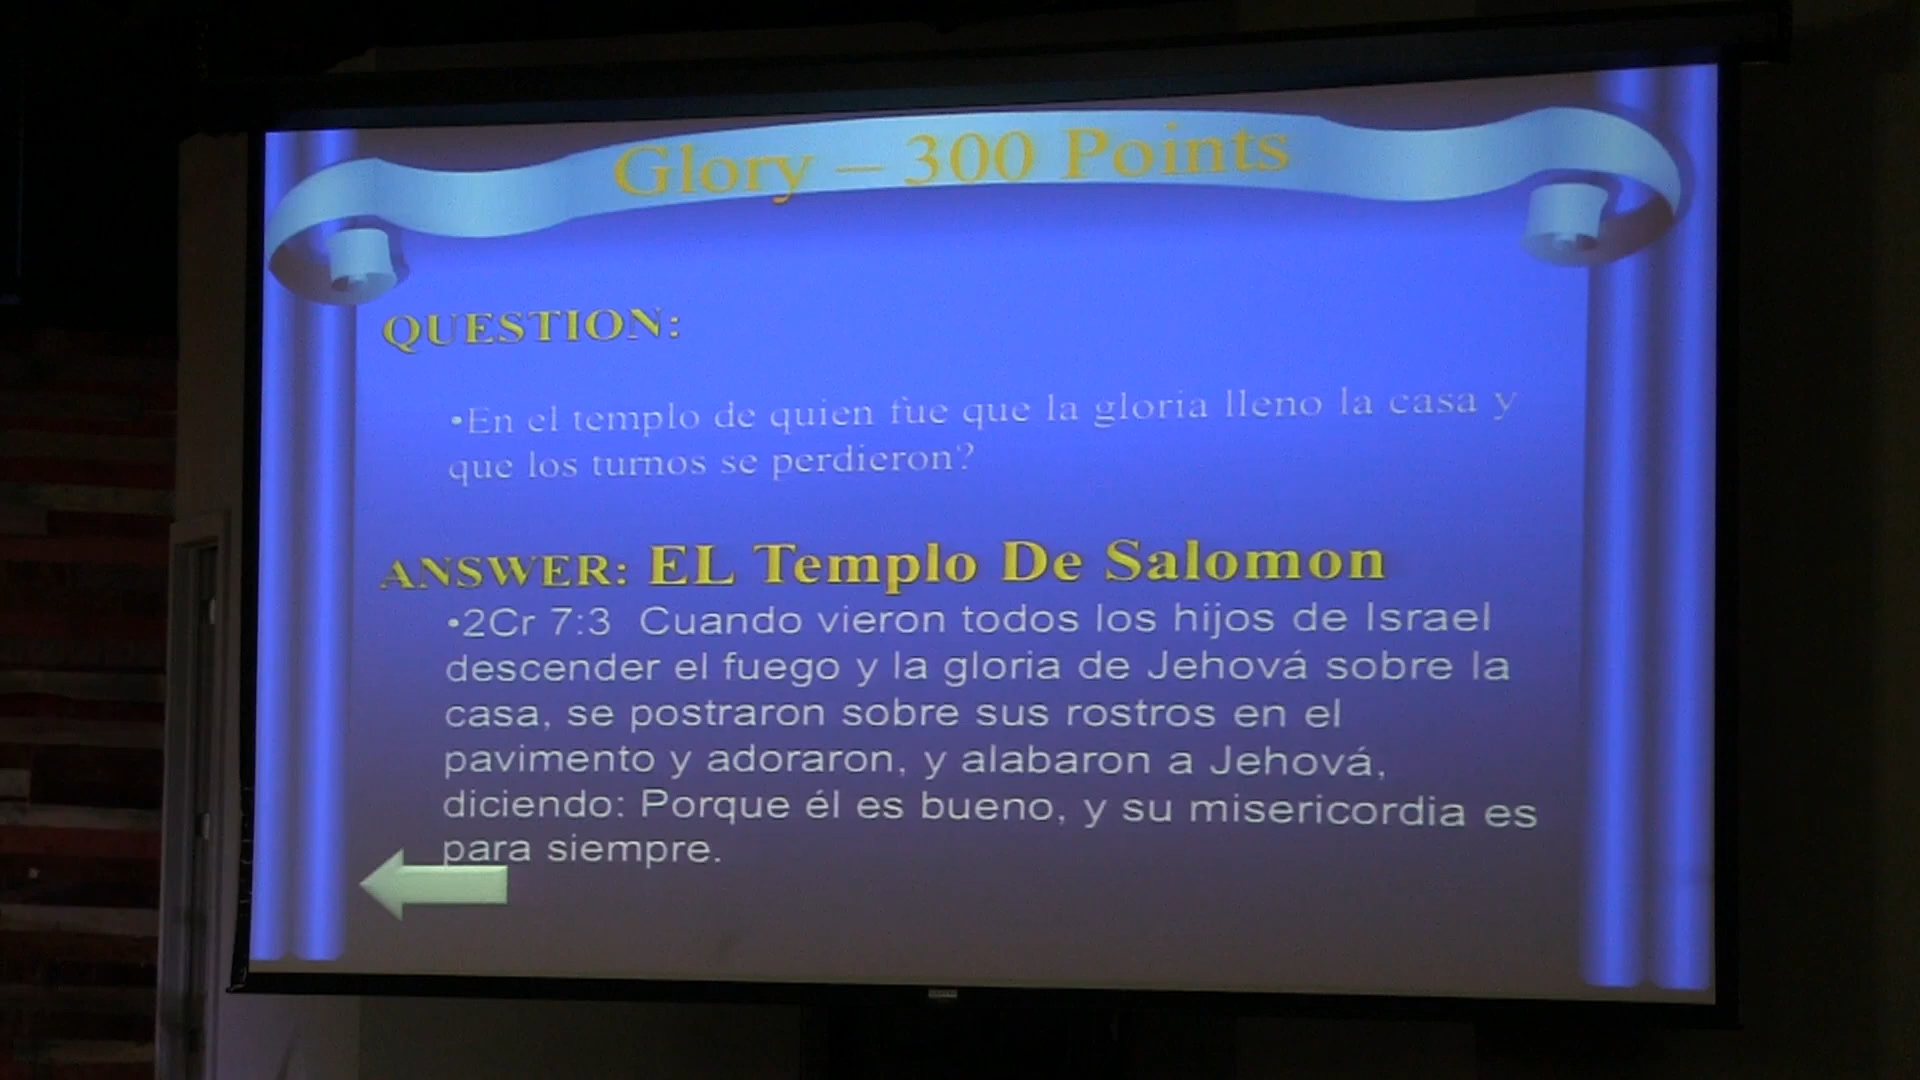 Glory – 300 Points
QUESTION:
•En el templo de quien fue que la gloria lleno la casa y
que los turnos se perdieron?
ANSWER: EL Templo De Salomon
•2Cr 7:3 Cuando vieron todos los hijos de Israel
descender el fuego y la gloria de Jehová sobre la
casa, se postraron sobre sus rostros en el
pavimento y adoraron, y alabaron a Jehová,
diciendo: Porque él es bueno, y su misericordia es
para siempre.